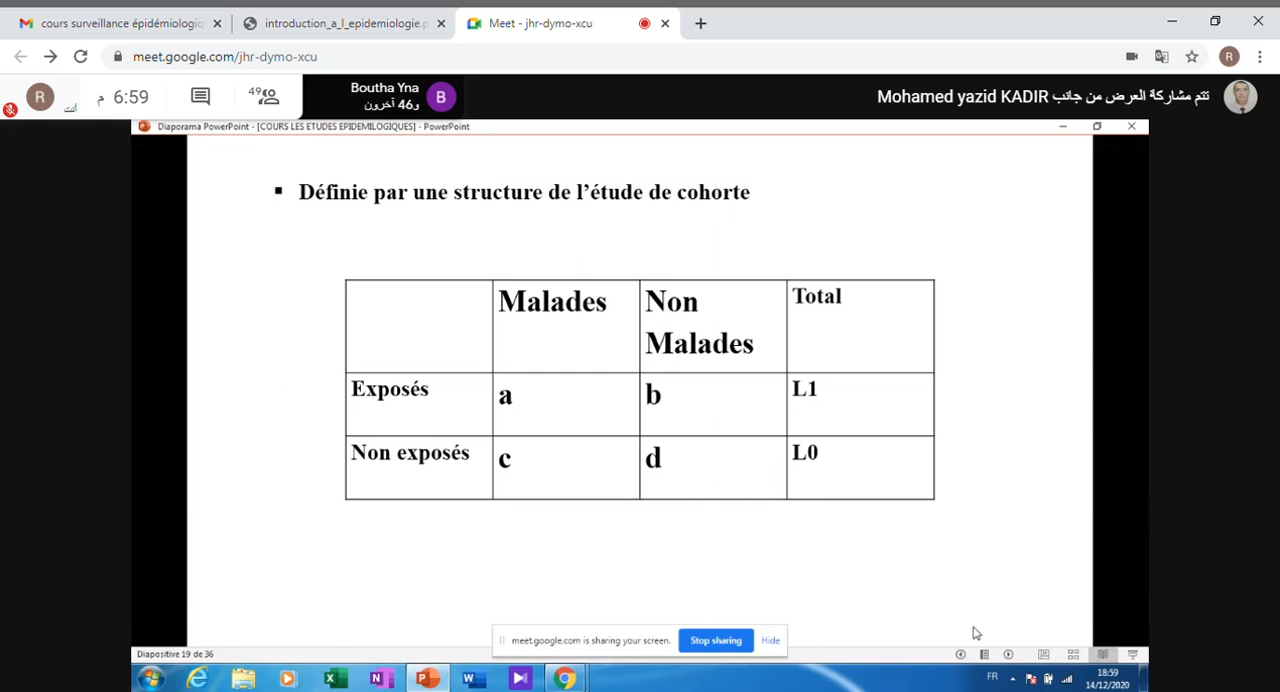 cours surveillance épidémiologiq
introduction_a_l_epidemiologie.p
Meet - jhr-dymo-xcu
meet.google.com/jhr-dymo-xcu
R
R
أنت
6:59 م
49
Boutha Yna
و46 آخرون
B
تتم مشاركة العرض من جانب Mohamed yazid KADIR
Diaporama PowerPoint - [COURS LES ETUDES EPIDEMILOGIQUES] - PowerPoint
▪ Définie par une structure de l’étude de cohorte
Malades
Non Malades
Total
Exposés
a
b
L1
Non exposés
c
d
L0
meet.google.com is sharing your screen.
Stop sharing
Hide
Diapositive 19 de 36
FR
18:59
14/12/2020